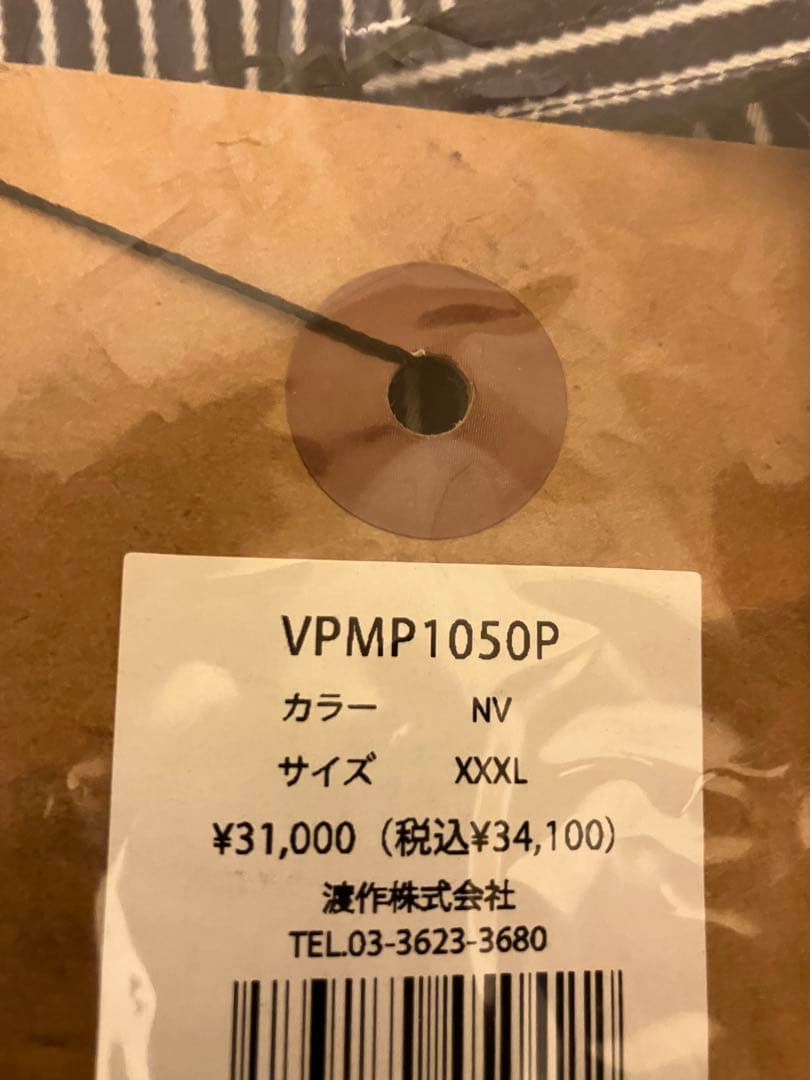 VPMP1050P
カラー NV
サイズ XXXL
¥31,000（税込¥34,100）
渡作株式会社
TEL.03-3623-3680